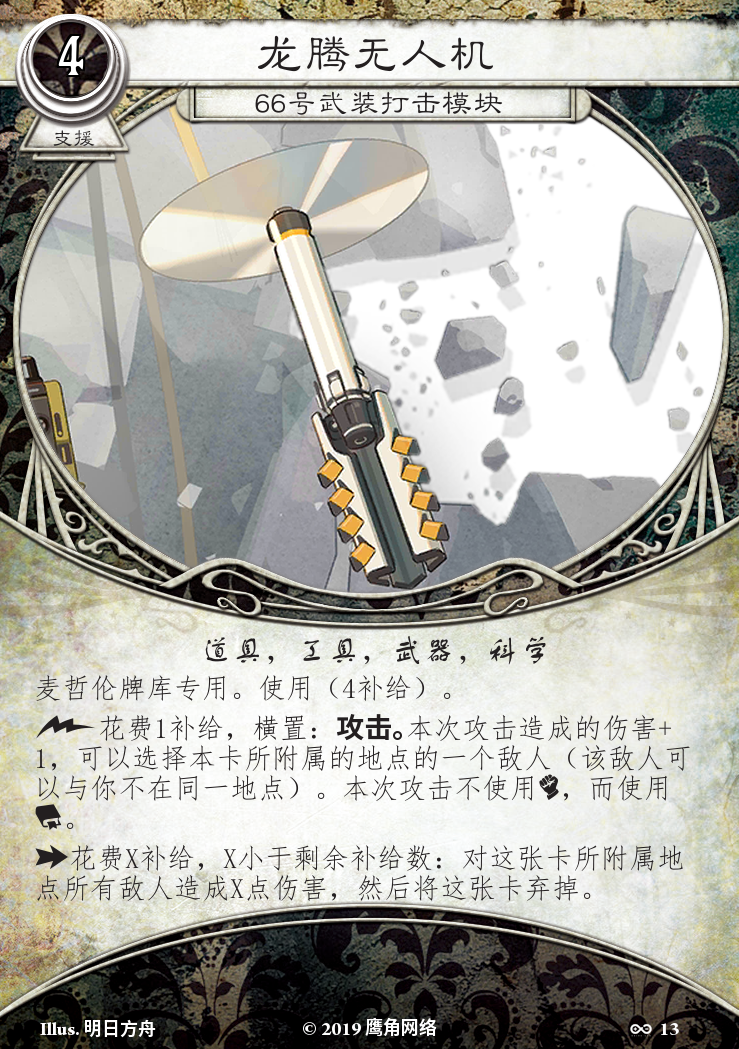 4
龙腾无人机
66号武装打击模块
支援
道具，工具，武器，科学
麦哲伦牌库专用。使用（4补给）。
花费1补给，横置：攻击。本次攻击造成的伤害+
1，可以选择本卡所附属的地点的一个敌人（该敌人可
以与你不在同一地点）。本次攻击不使用，而使用
。
花费X补给，X小于剩余补给数：对这张卡所附属地
点所有敌人造成X点伤害，然后将这张卡弃掉。
Illus. 明日方舟
© 2019 鹰角网络
∞ 13